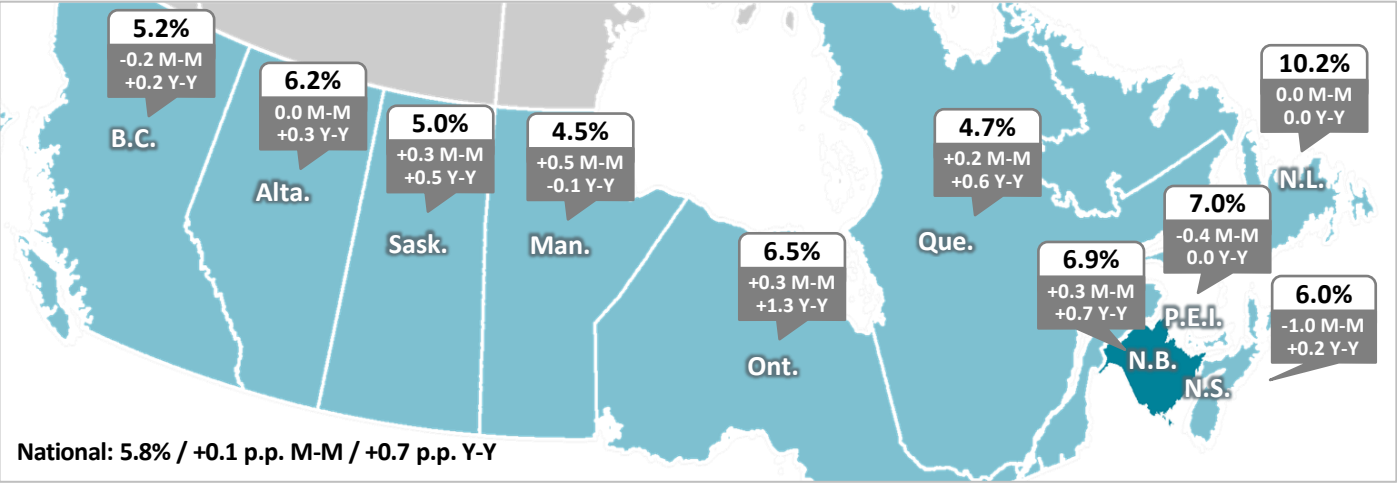 5.2%
-0.2 M-M
+0.2 Y-Y
B.C.
6.2%
0.0 M-M
+0.3 Y-Y
Alta.
5.0%
+0.3 M-M
+0.5 Y-Y
Sask.
4.5%
+0.5 M-M
-0.1 Y-Y
Man.
6.5%
+0.3 M-M
+1.3 Y-Y
Ont.
4.7%
+0.2 M-M
+0.6 Y-Y
Que.
6.9%
+0.3 M-M
+0.7 Y-Y
N.B.
7.0%
-0.4 M-M
0.0 Y-Y
P.E.I.
10.2%
0.0 M-M
0.0 Y-Y
N.L.
6.0%
-1.0 M-M
+0.2 Y-Y
N.S.
National: 5.8% / +0.1 p.p. M-M / +0.7 p.p. Y-Y